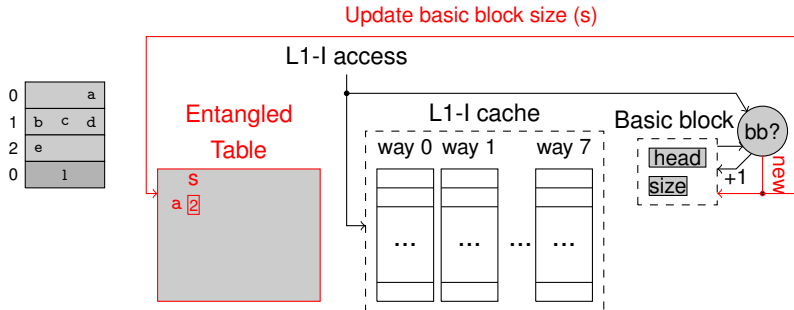 Update basic block size (s)
L1-I access
0 a
1 b c d
2 e
0 l
Entangled
Table
s
a 2
L1-I cache
way 0 way 1 way 7
... ... ... ...
Basic block
head
size
bb?
+1
new